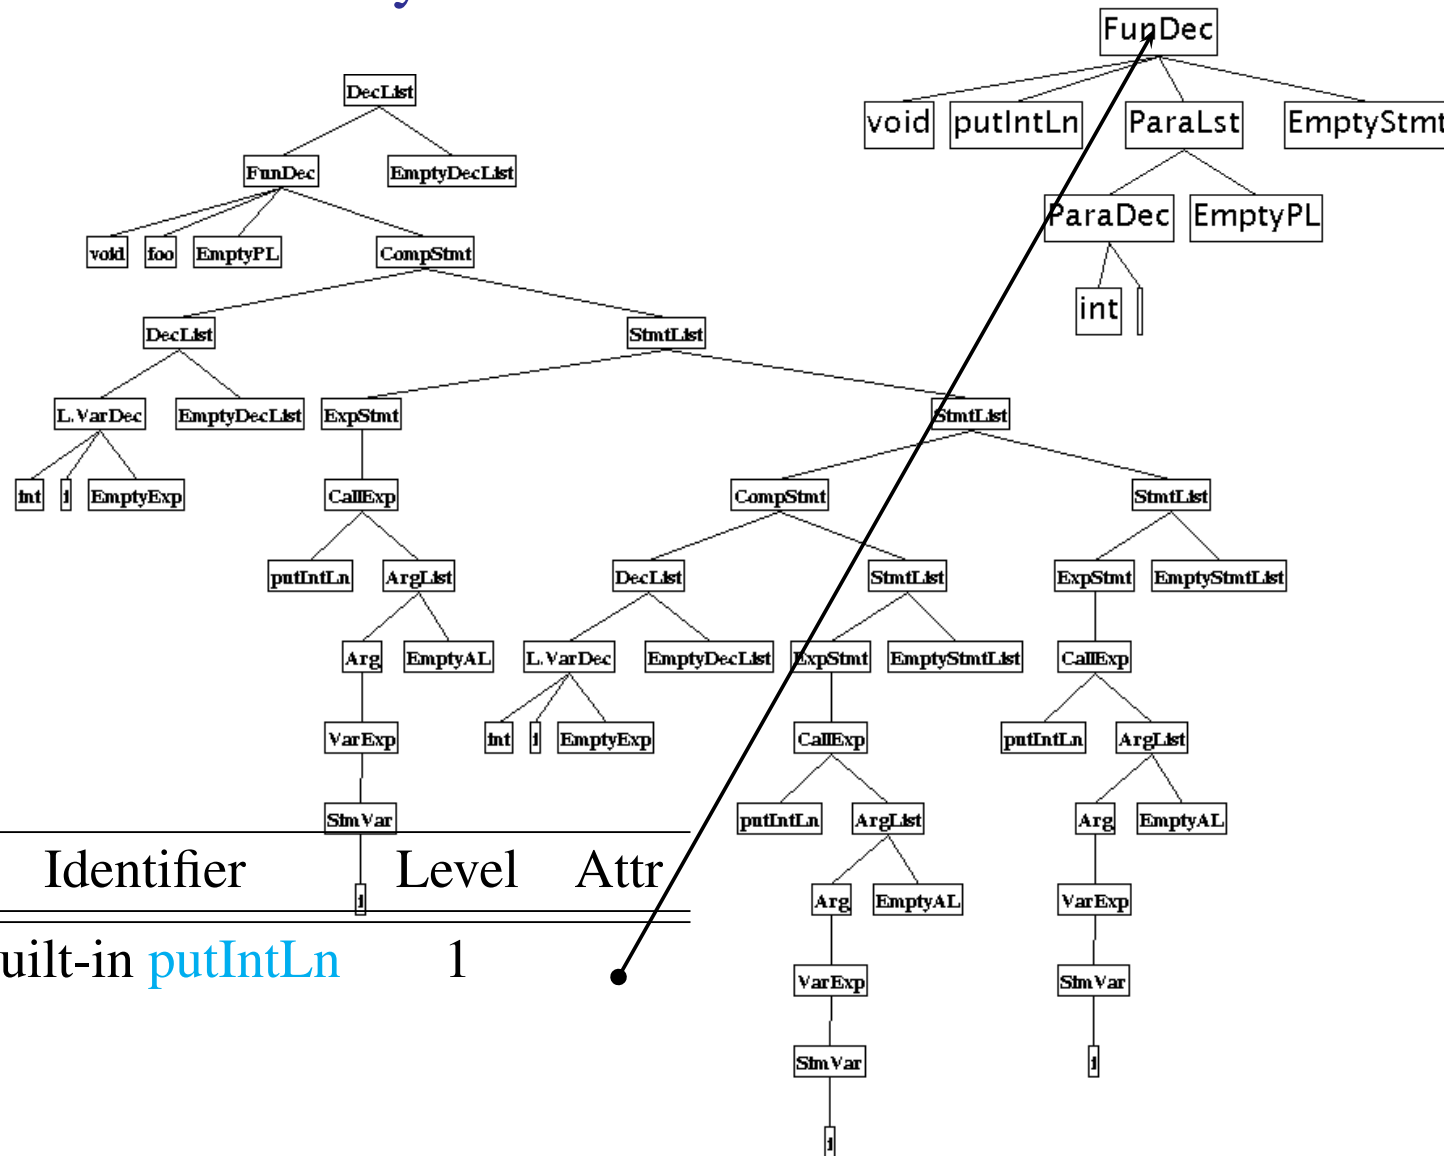 y
FunDec
DecList
void putIntLn ParaLst EmptyStmt
FunDec EmptyDecList
ParaDec EmptyPL
void foo EmptyPL CompStmt
int
DecList StmtList
L.VarDec EmptyDecList ExpStmt StmtList
int i EmptyExp CallExp CompStmt StmtList
putIntLn ArgList DecList StmtList ExpStmt EmptyStmtList
Arg EmptyAL L.VarDec EmptyDecList ExpStmt EmptyStmtList CallExp
VarExp int i EmptyExp CallExp putIntLn ArgList
SimVar putIntLn ArgList Arg EmptyAL
Identifier Level Attr
i Arg EmptyAL VarExp
uilt-in putIntLn 1
VarExp SimVar
SimVar i
i